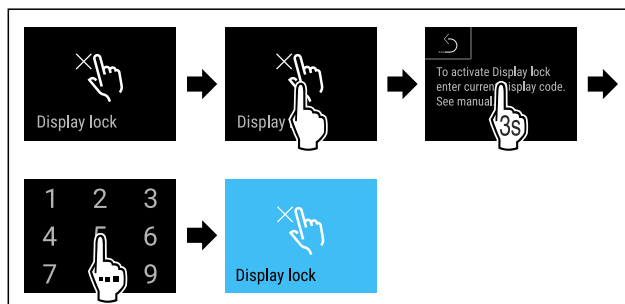 Display lock
Display
To activate Display lock
enter current display code.
See manual
3s
1 2 3
4 5 6
7 9
Display lock